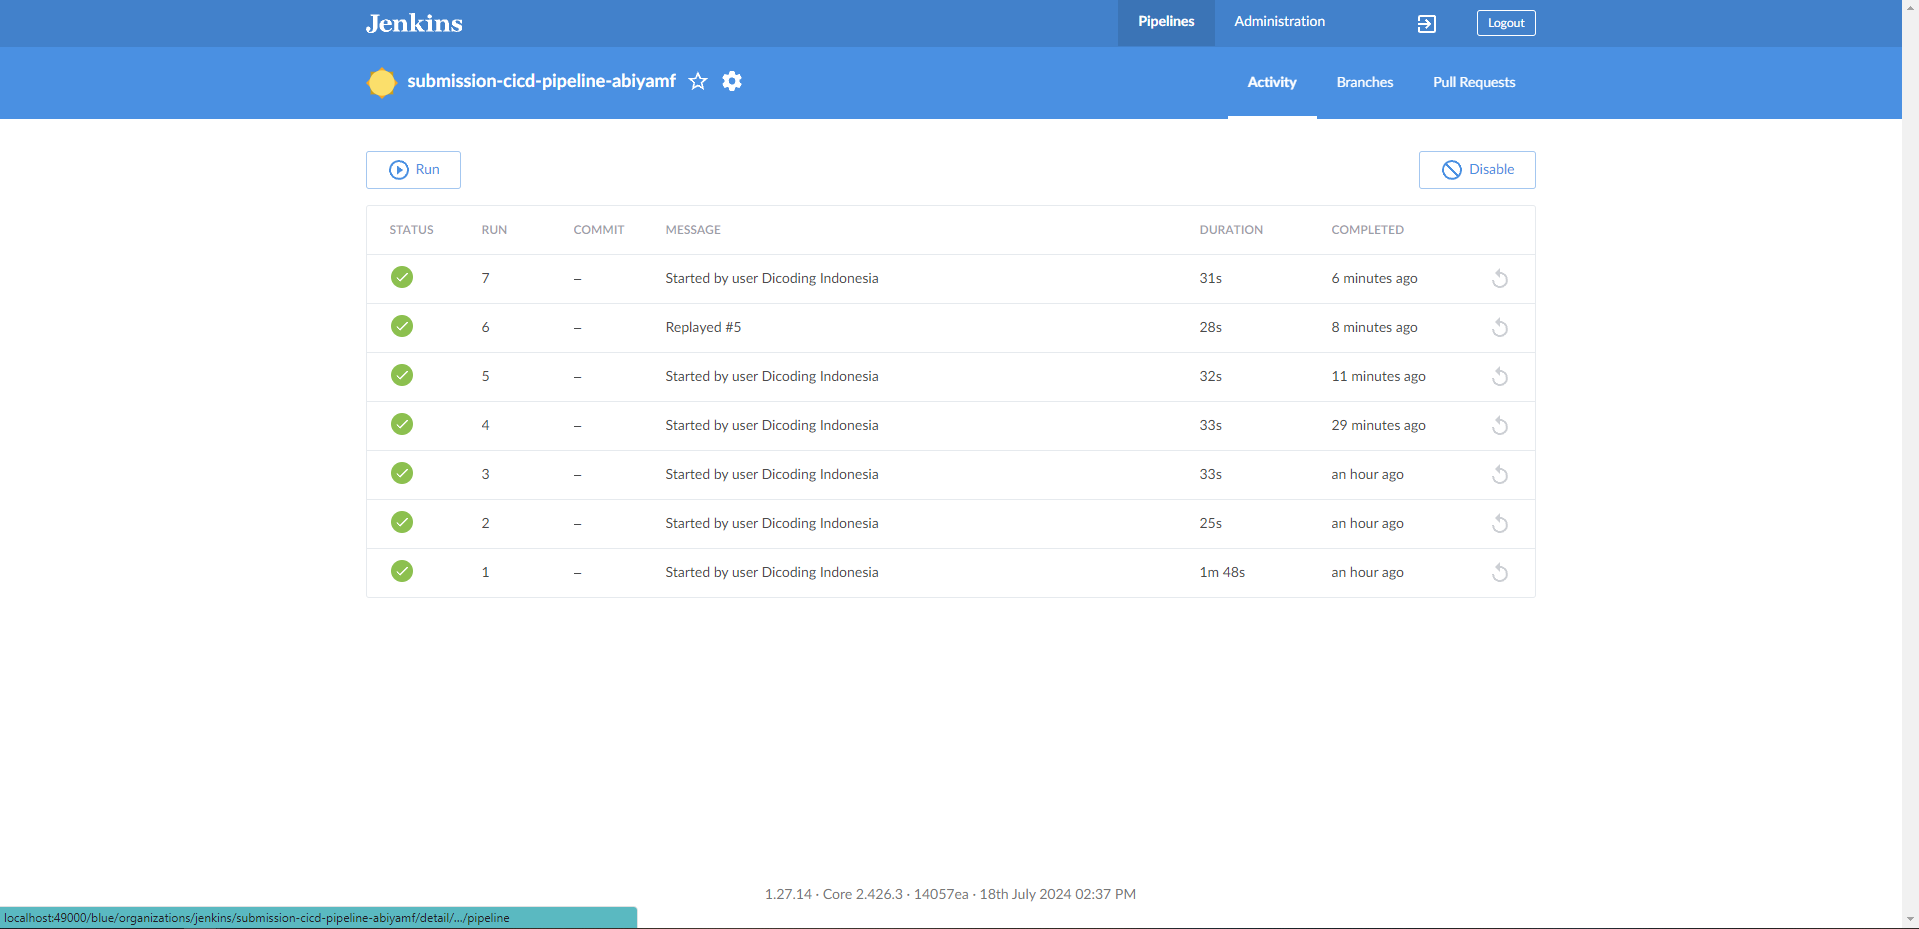 Jenkins
Pipelines
Administration
Logout
submission-cicd-pipeline-abiyamf
Activity
Branches
Pull Requests
Run
Disable
STATUS RUN COMMIT MESSAGE DURATION COMPLETED
7 – Started by user Dicoding Indonesia 31s 6 minutes ago
6 – Replayed #5 28s 8 minutes ago
5 – Started by user Dicoding Indonesia 32s 11 minutes ago
4 – Started by user Dicoding Indonesia 33s 29 minutes ago
3 – Started by user Dicoding Indonesia 33s an hour ago
2 – Started by user Dicoding Indonesia 25s an hour ago
1 – Started by user Dicoding Indonesia 1m 48s an hour ago
1.27.14 · Core 2.426.3 · 14057ea · 18th July 2024 02:37 PM
localhost:49000/blue/organizations/jenkins/submission-cicd-pipeline-abiyamf/detail/.../pipeline